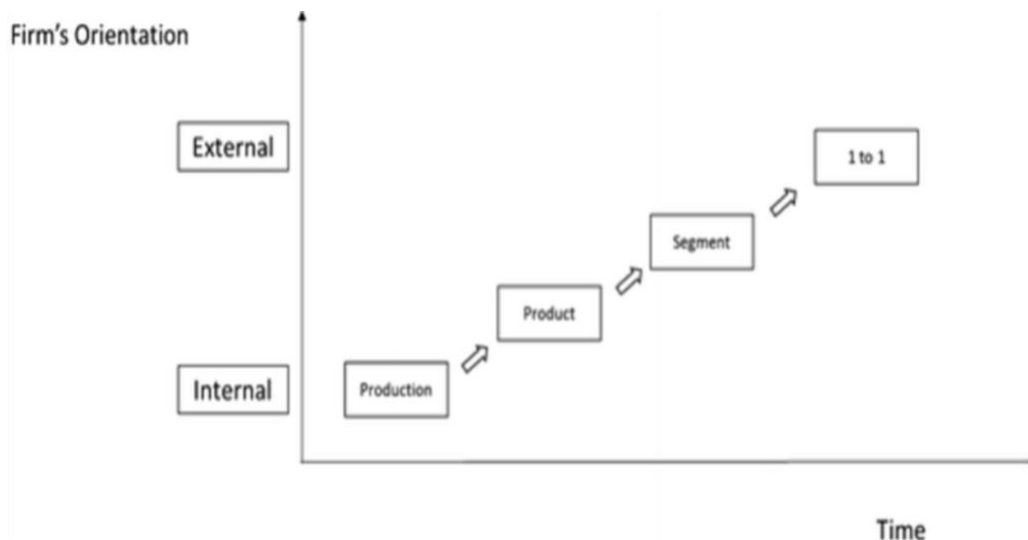 Firm's Orientation
External
1 to 1
Segment
Product
Internal
Production
Time